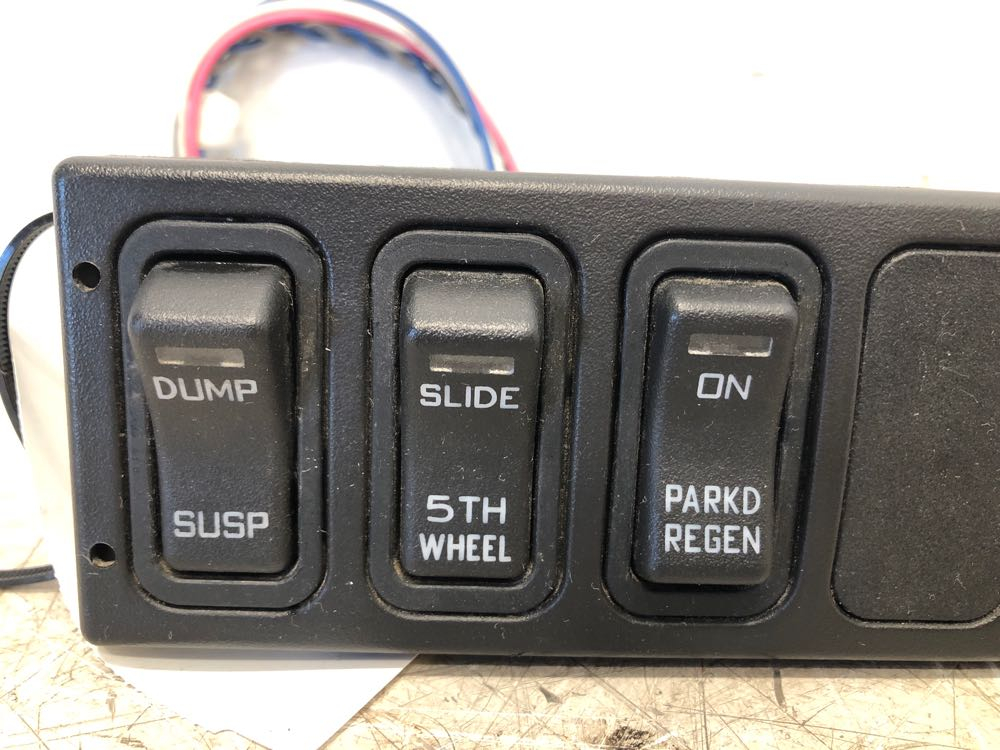 DUMP
SUSP
SLIDE
5TH
WHEEL
ON
PARKD
REGEN